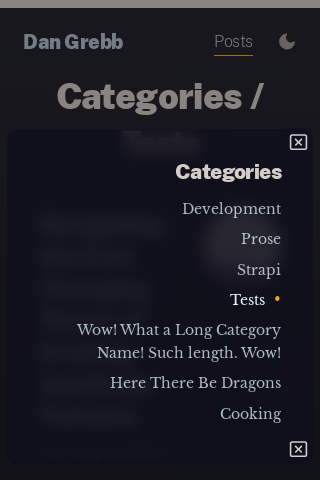 Dan Grebb
Posts
Categories /
Tests
Categories
Development
Prose
Strapi
Tests
Wow! What a Long Category
Name! Such length. Wow!
Here There Be Dragons
Cooking